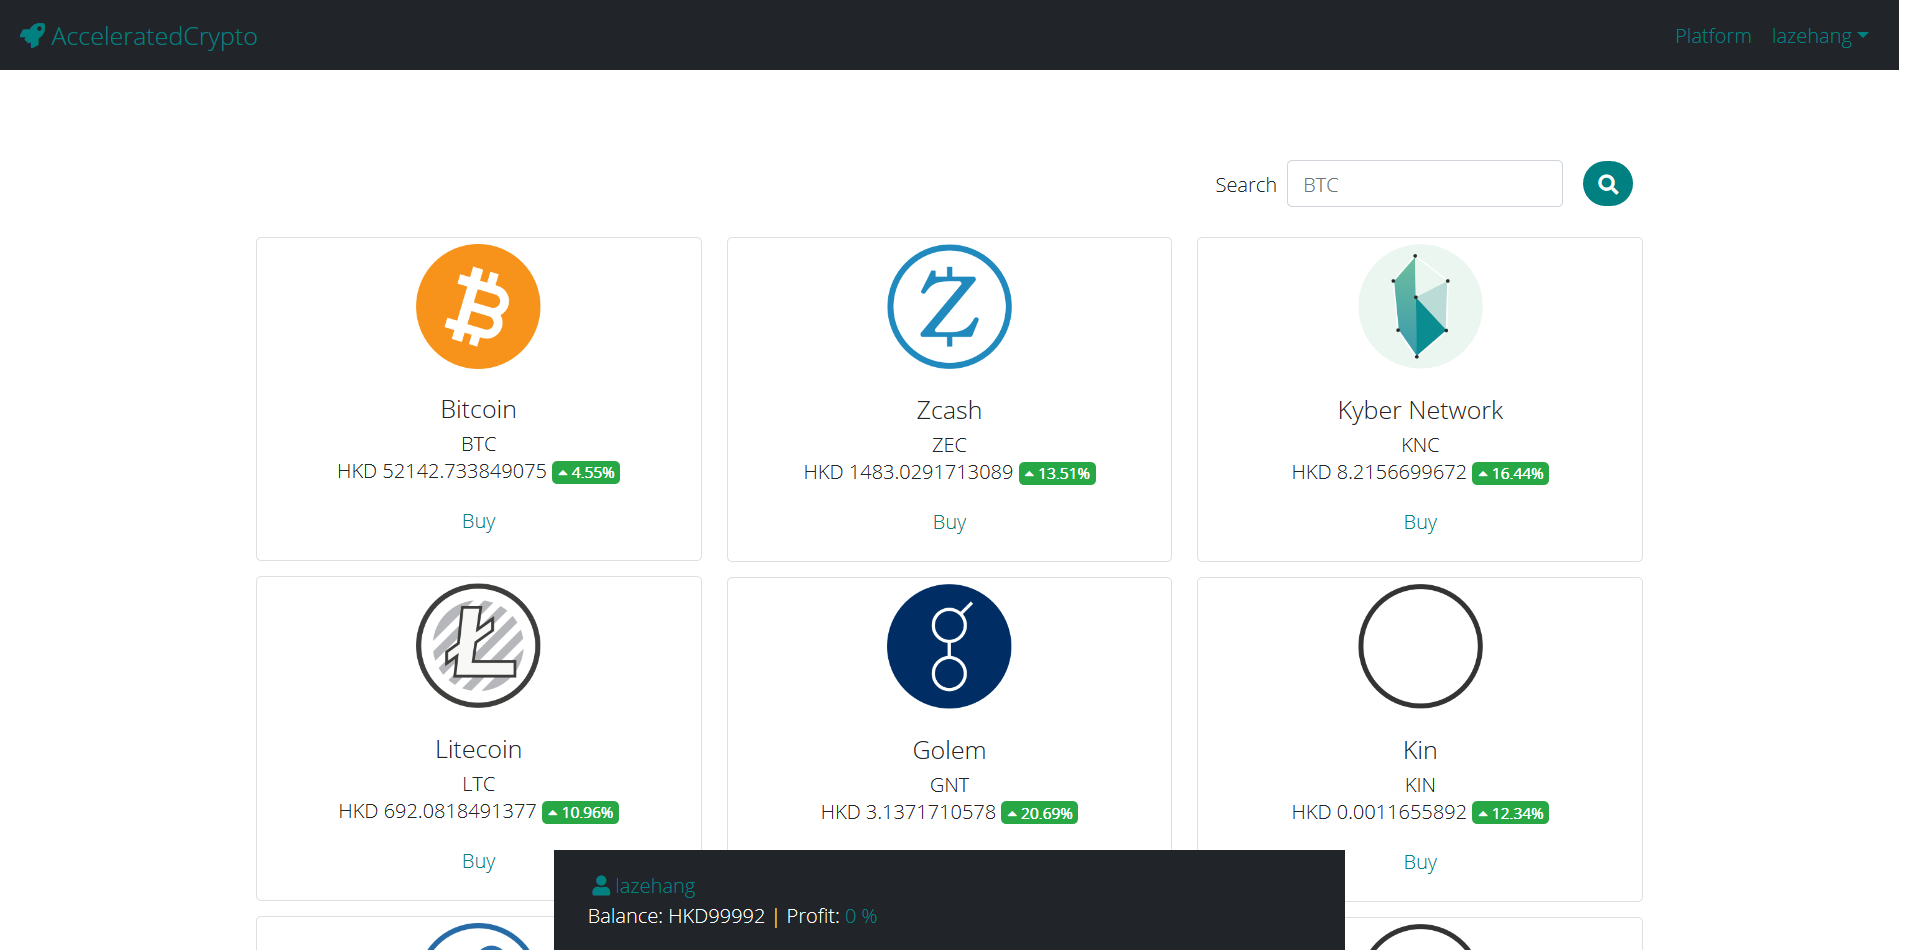 AcceleratedCrypto
Platform lazehang
Search BTC
Bitcoin
BTC
HKD 52142.733849075 4.55%
Buy
Zcash
ZEC
HKD 1483.0291713089 13.51%
Buy
Kyber Network
KNC
HKD 8.2156699672 16.44%
Buy
Litecoin
LTC
HKD 692.0818491377 10.96%
Buy
Golem
GNT
HKD 3.1371710578 20.69%
Kin
KIN
HKD 0.0011655892 12.34%
Buy
lazehang
Balance: HKD99992 | Profit: 0 %